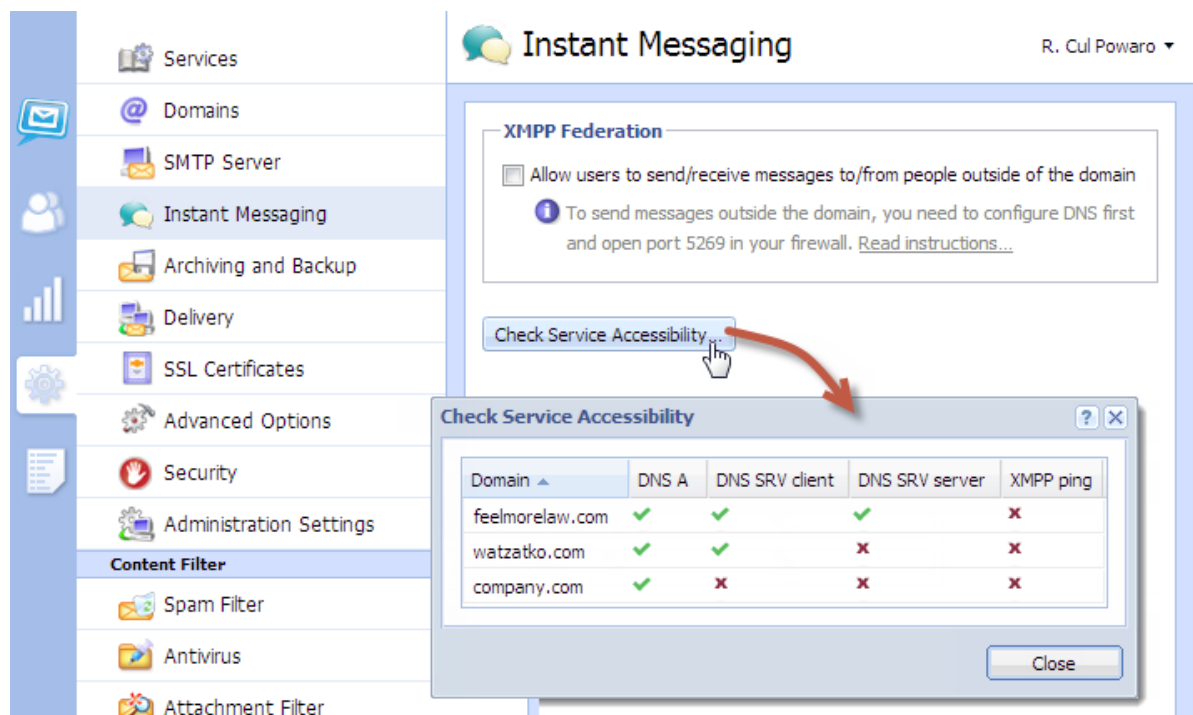 Services
Domains
SMTP Server
Instant Messaging
Archiving and Backup
Delivery
SSL Certificates
Advanced Options
Security
Administration Settings
Content Filter
Spam Filter
Antivirus
Attachment Filter
Instant Messaging
R. Cul Powaro
XMPP Federation
Allow users to send/receive messages to/from people outside of the domain
To send messages outside the domain, you need to configure DNS first
and open port 5269 in your firewall. Read instructions...
Check Service Accessibility...
Check Service Accessibility
Domain DNS A DNS SRV client DNS SRV server XMPP ping
feelmorelaw.com
watzatko.com
company.com
Close